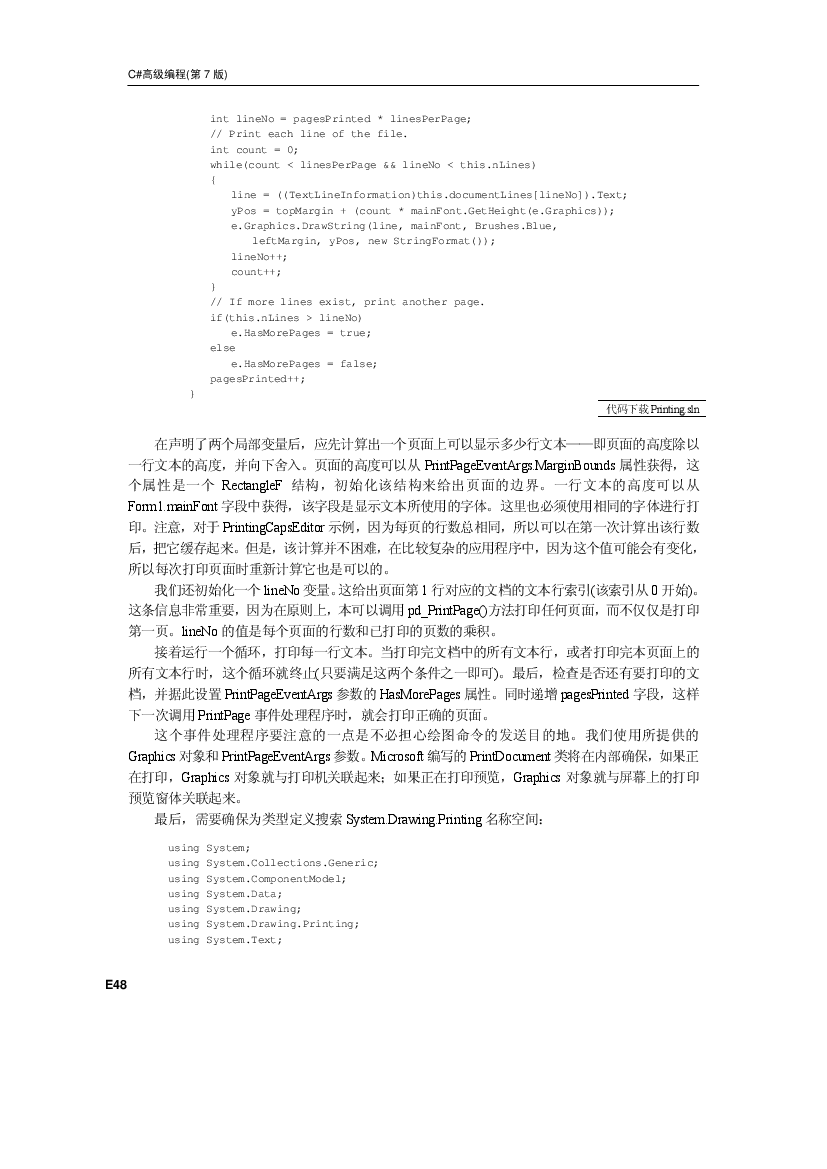 C#高级编程(第 7 版)
int lineNo = pagesPrinted * linesPerPage;
// Print each line of the file.
int count = 0;
while(count < linesPerPage && lineNo < this.nLines)
{
line = ((TextLineInformation)this.documentLines[lineNo]).Text;
yPos = topMargin + (count * mainFont.GetHeight(e.Graphics));
e.Graphics.DrawString(line, mainFont, Brushes.Blue,
leftMargin, yPos, new StringFormat());
lineNo++;
count++;
}
// If more lines exist, print another page.
if(this.nLines > lineNo)
e.HasMorePages = true;
else
e.HasMorePages = false;
pagesPrinted++;
}
代码下载 Printing.sln
在声明了两个局部变量后，应先计算出一个页面上可以显示多少行文本——即页面的高度除以
一行文本的高度，并向下舍入。页面的高度可以从 PrintPageEventArgs.MarginBounds 属性获得，这
个属性是一个 RectangleF 结构，初始化该结构来给出页面的边界。一行文本的高度可以从
Form1.mainFont 字段中获得，该字段是显示文本所使用的字体。这里也必须使用相同的字体进行打
印。注意，对于 PrintingCapsEditor 示例，因为每页的行数总相同，所以可以在第一次计算出该行数
后，把它缓存起来。但是，该计算并不困难，在比较复杂的应用程序中，因为这个值可能会有变化，
所以每次打印页面时重新计算它也是可以的。
我们还初始化一个 lineNo 变量。这给出页面第 1 行对应的文档的文本行索引(该索引从 0 开始)。
这条信息非常重要，因为在原则上，本可以调用 pd_PrintPage()方法打印任何页面，而不仅仅是打印
第一页。lineNo 的值是每个页面的行数和已打印的页数的乘积。
接着运行一个循环，打印每一行文本。当打印完文档中的所有文本行，或者打印完本页面上的
所有文本行时，这个循环就终止(只要满足这两个条件之一即可)。最后，检查是否还有要打印的文
档，并据此设置 PrintPageEventArgs 参数的 HasMorePages 属性。同时递增 pagesPrinted 字段，这样
下一次调用 PrintPage 事件处理程序时，就会打印正确的页面。
这个事件处理程序要注意的一点是不必担心绘图命令的发送目的地。我们使用所提供的
Graphics 对象和 PrintPageEventArgs 参数。Microsoft 编写的 PrintDocument 类将在内部确保，如果正
在打印，Graphics 对象就与打印机关联起来；如果正在打印预览，Graphics 对象就与屏幕上的打印
预览窗体关联起来。
最后，需要确保为类型定义搜索 System.Drawing.Printing 名称空间：
using System;
using System.Collections.Generic;
using System.ComponentModel;
using System.Data;
using System.Drawing;
using System.Drawing.Printing;
using System.Text;
E48